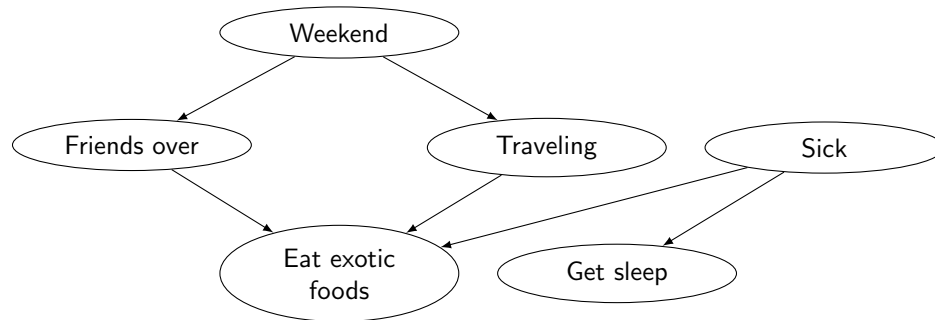 Weekend
Friends over
Traveling
Sick
Eat exotic
foods
Get sleep